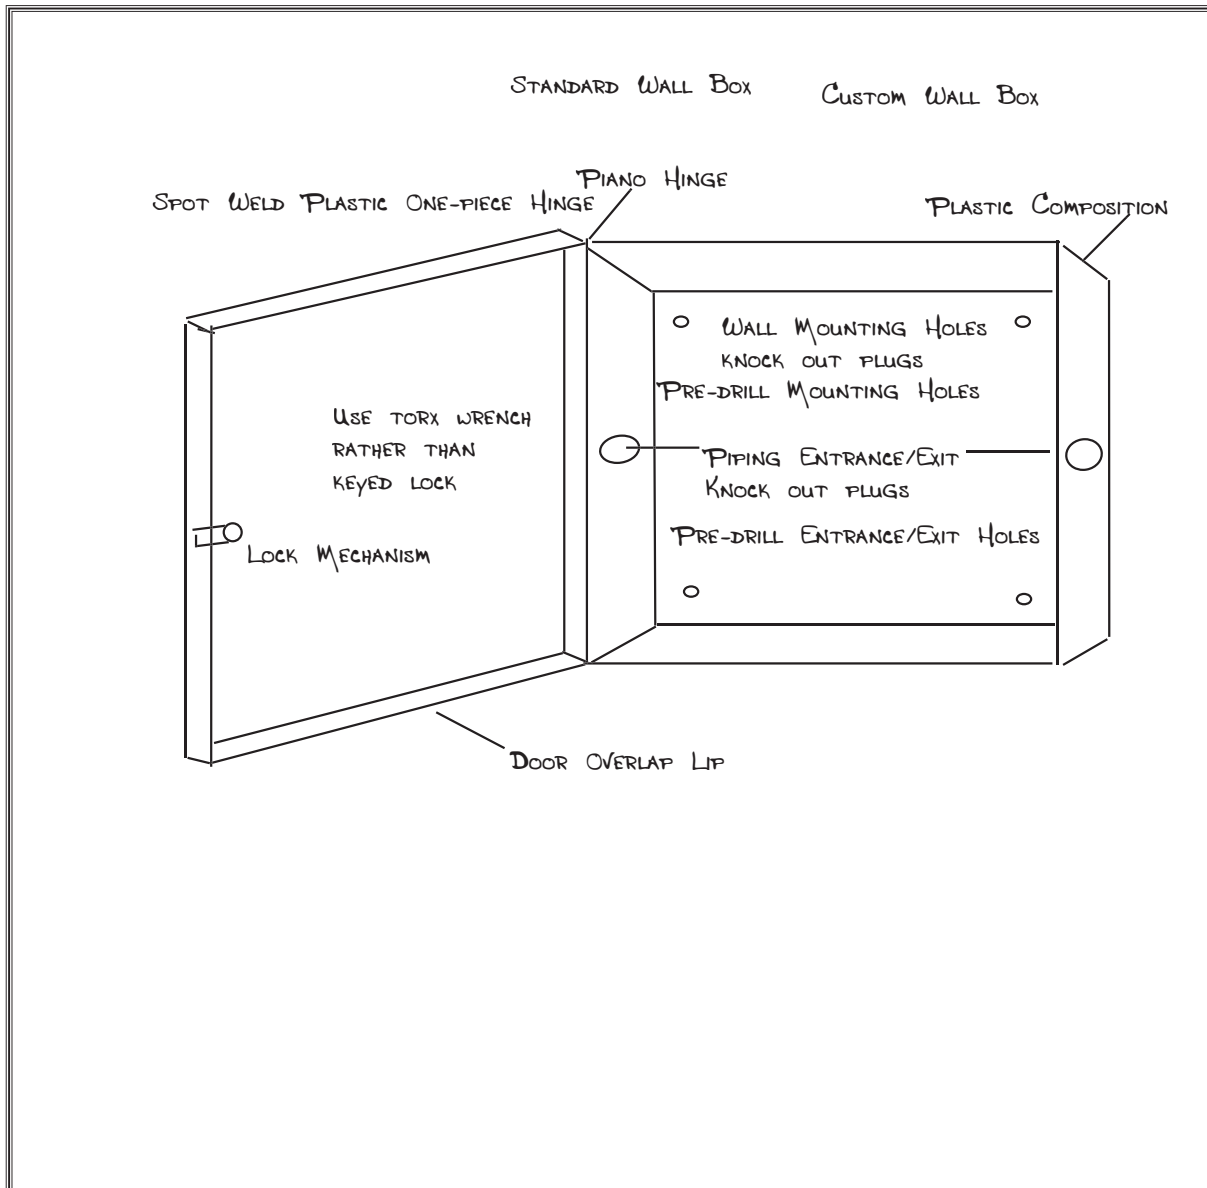 Standard Wall Box
Custom Wall Box
Piano Hinge
Spot Weld Plastic One-piece Hinge
Plastic Composition
Wall Mounting Holes
knock out plugs
Pre-drill Mounting Holes
Use torx wrench
rather than
keyed lock
Piping Entrance/Exit
Knock out plugs
Pre-drill Entrance/Exit Holes
Lock Mechanism
Door Overlap Lip